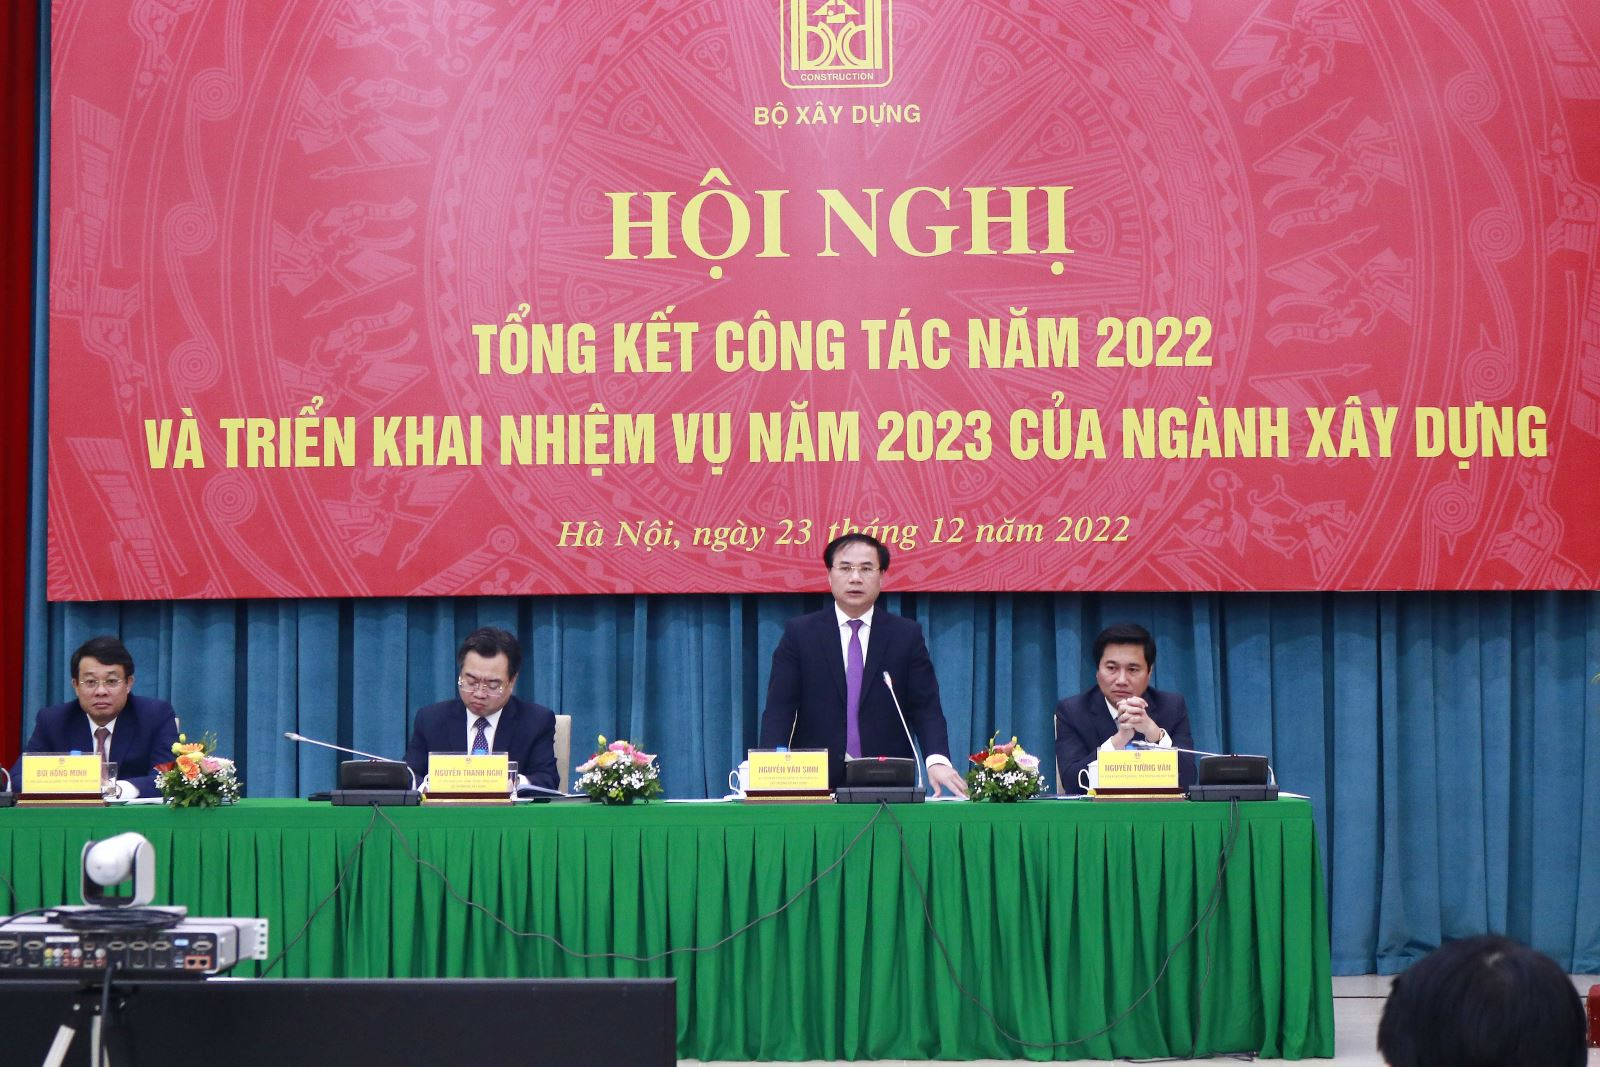 bxd
CONSTRUCTION
BỘ XÂY DỰNG
HỘI NGHỊ
TỔNG KẾT CÔNG TÁC NĂM 2022
VÀ TRIỂN KHAI NHIỆM VỤ NĂM 2023 CỦA NGÀNH XÂY DỰNG
Hà Nội, ngày 23 tháng 12 năm 2022
BÙI HỒNG MINH
NGUYỄN THANH NGHỊ
NGUYỄN VĂN SINH
NGUYỄN TƯỜNG VĂN